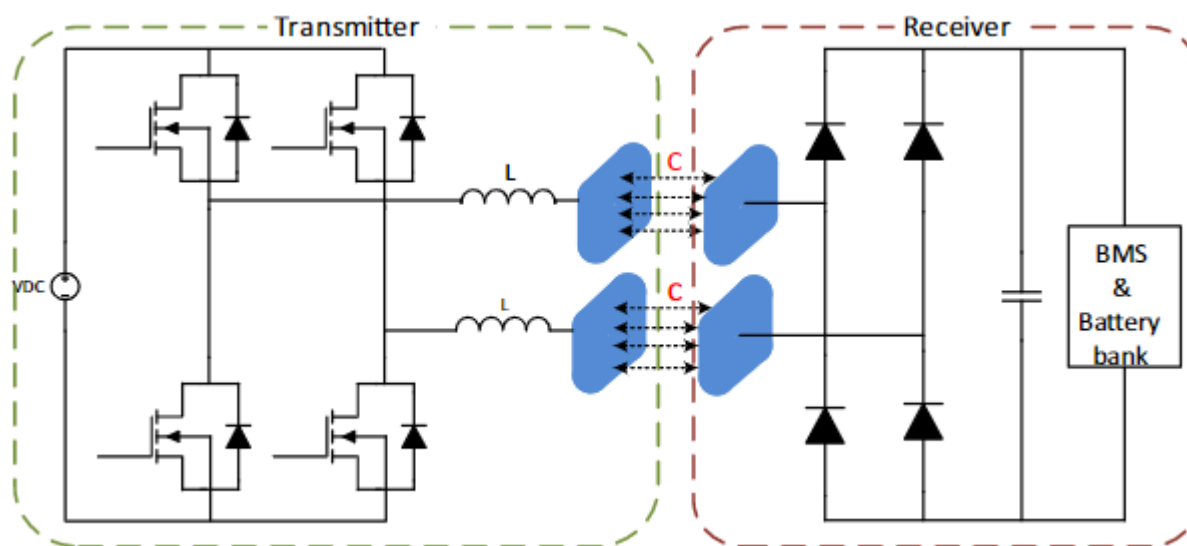 Transmitter
Receiver
C
L
VDC
C
L
BMS
&
Battery
bank